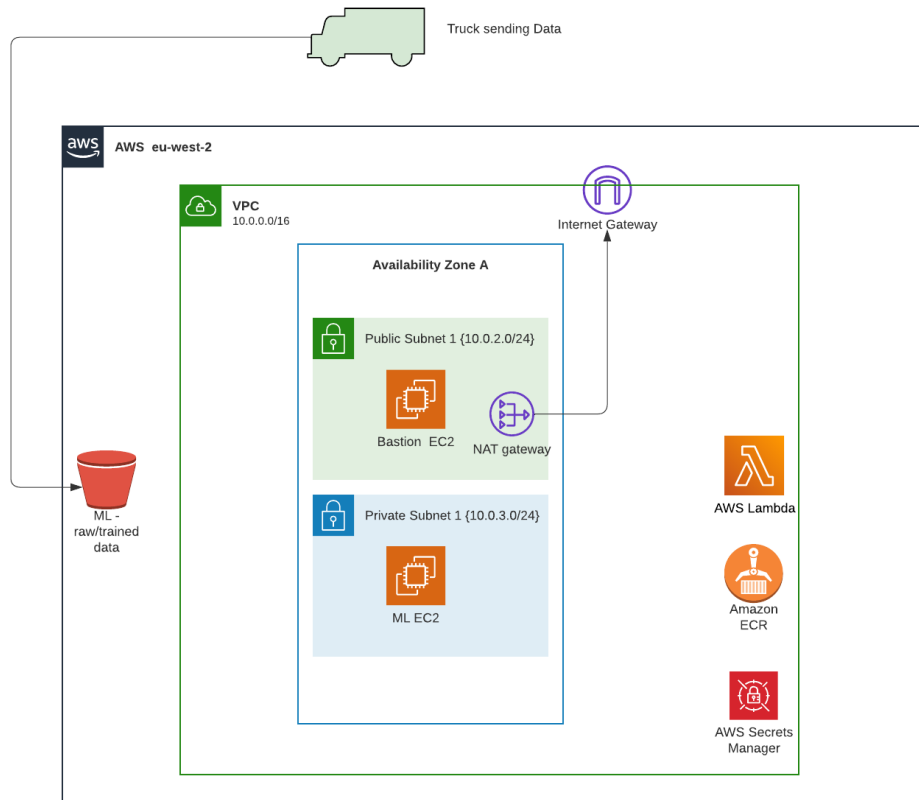 Truck sending Data
aws
AWS eu-west-2
VPC
10.0.0.0/16
Internet Gateway
Availability Zone A
Public Subnet 1 {10.0.2.0/24}
Bastion EC2
NAT gateway
Private Subnet 1 {10.0.3.0/24}
ML EC2
ML -
raw/trained
data
AWS Lambda
Amazon
ECR
AWS Secrets
Manager